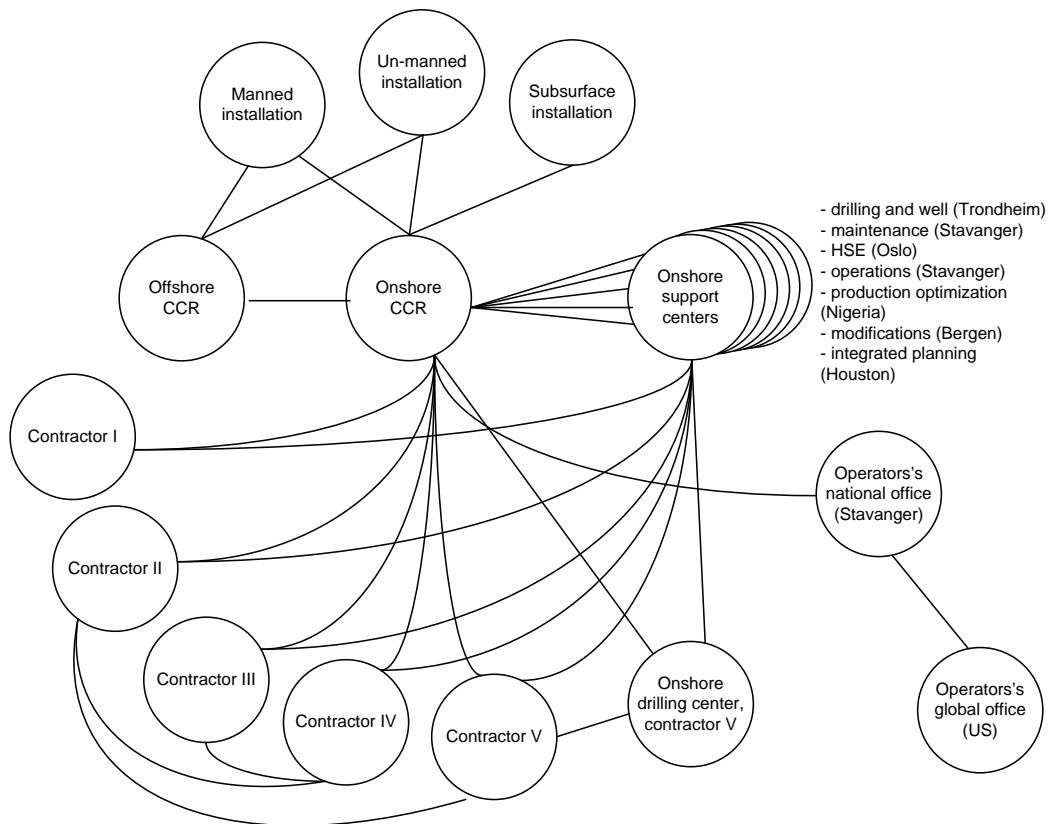 Manned
installation
Un-manned
installation
Subsurface
installation
Offshore
CCR
Onshore
CCR
Onshore
support
centers
- drilling and well (Trondheim)
- maintenance (Stavanger)
- HSE (Oslo)
- operations (Stavanger)
- production optimization
(Nigeria)
- modifications (Bergen)
- integrated planning
(Houston)
Contractor I
Operators's
national office
(Stavanger)
Contractor II
Contractor III
Contractor IV
Contractor V
Onshore
drilling center,
contractor V
Operators's
global office
(US)